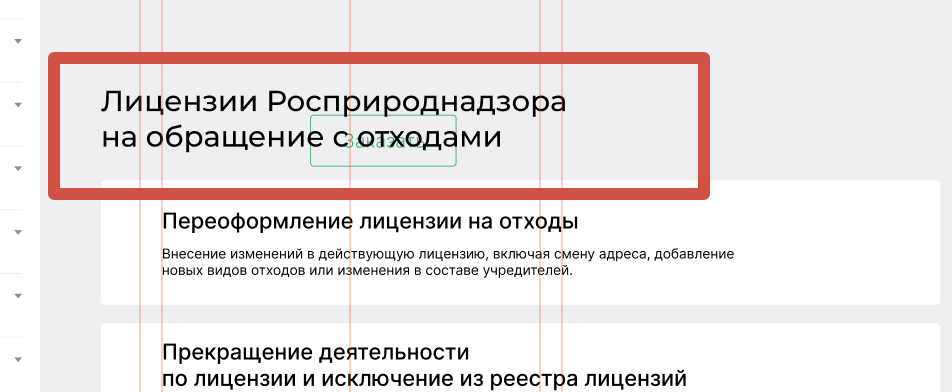 Лицензии Росприроднадзора
на обращение с отходами
Заказать
Переоформление лицензии на отходы
Внесение изменений в действующую лицензию, включая смену адреса, добавление
новых видов отходов или изменения в составе учредителей.
Прекращение деятельности
по лицензии и исключение из реестра лицензий